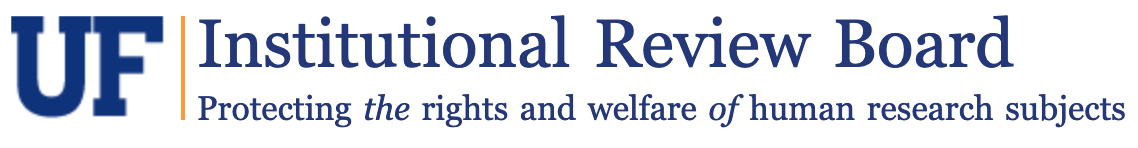 UF
Institutional Review Board
Protecting the rights and welfare of human research subjects